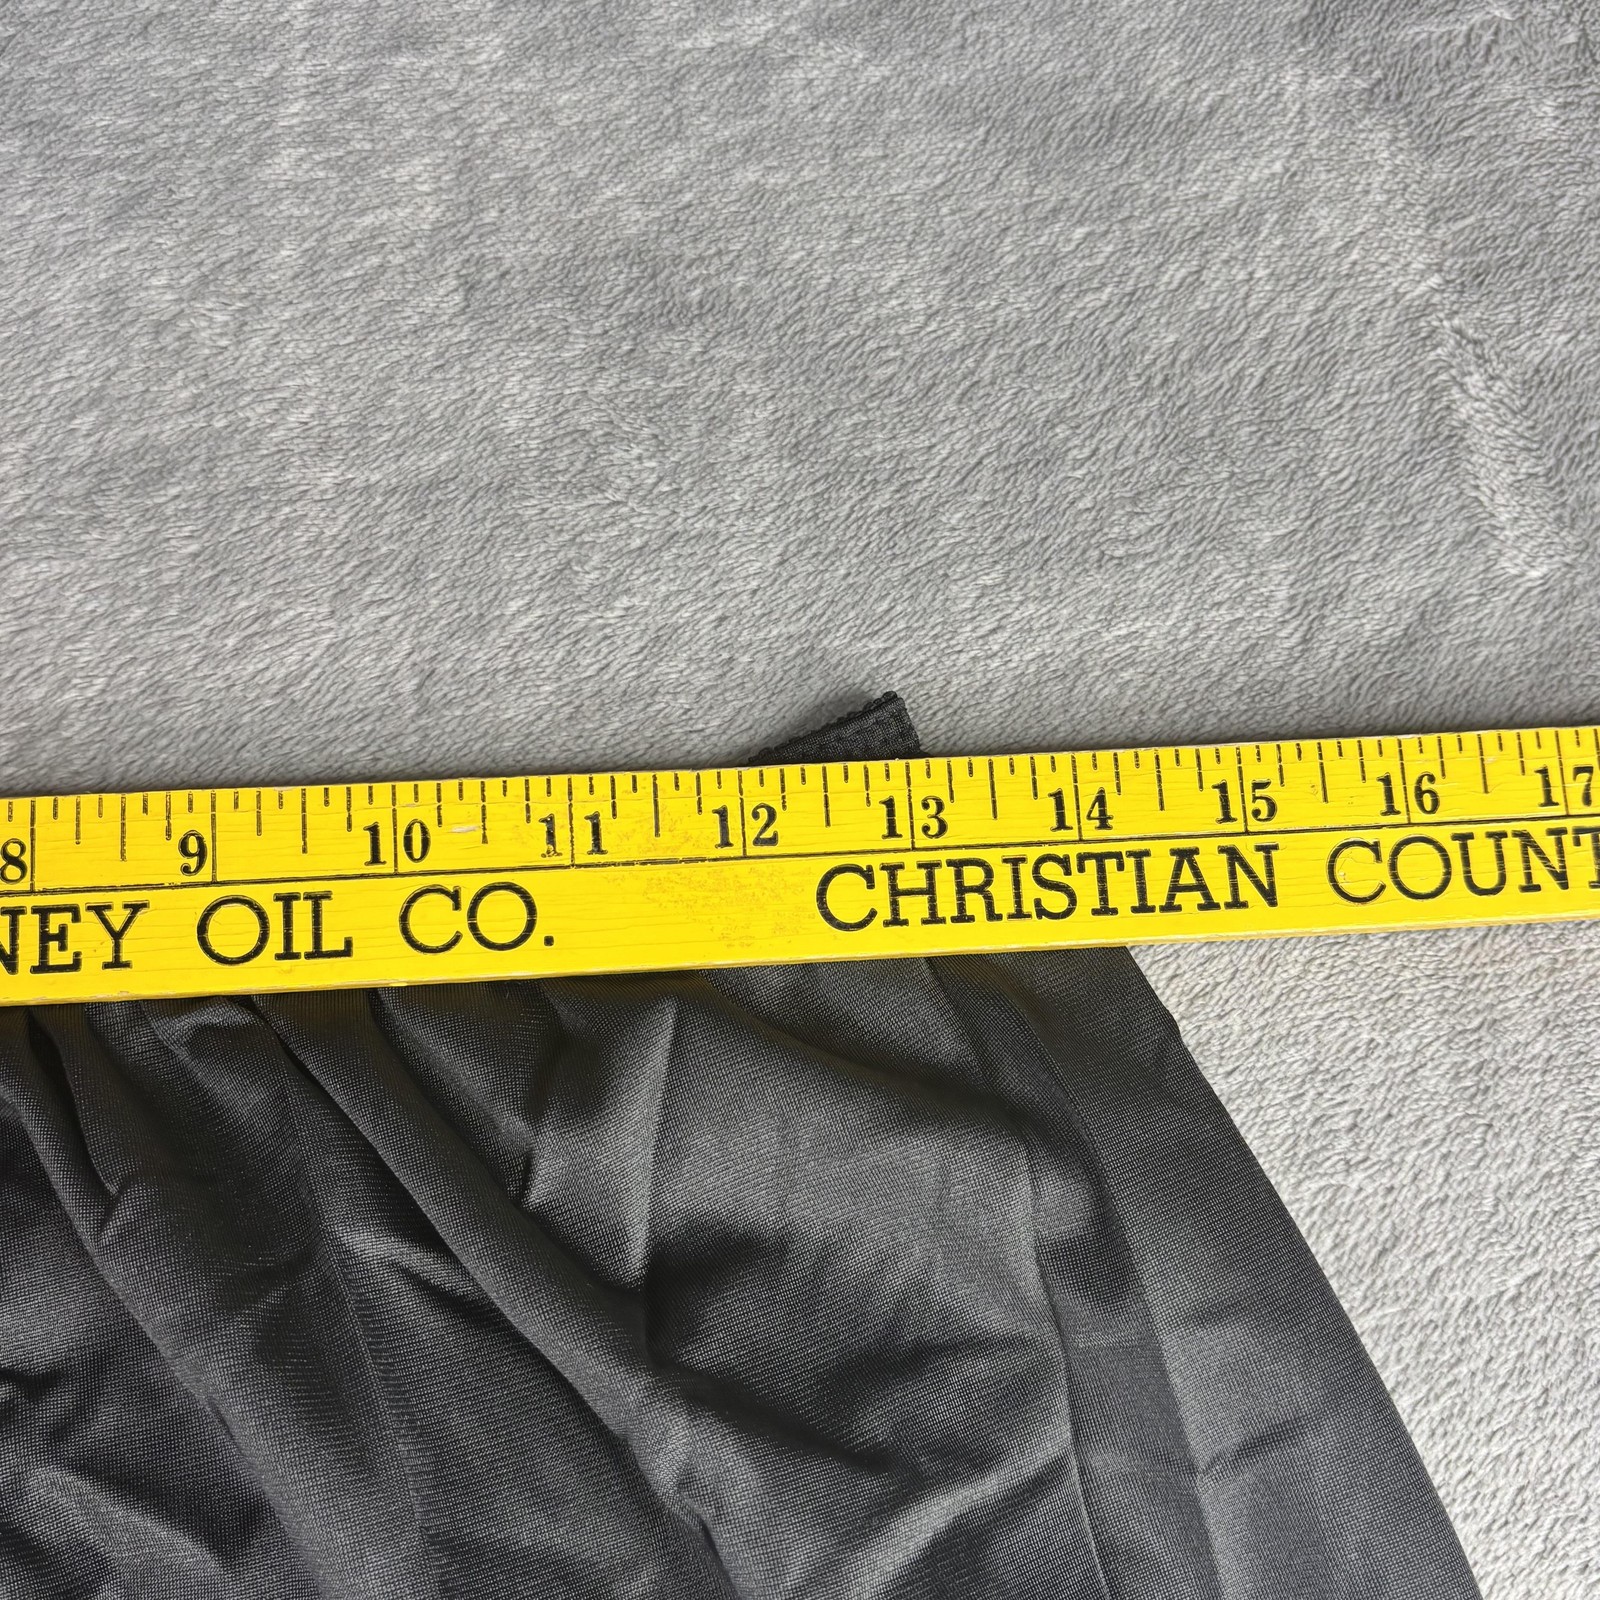 8 9 10 11 12 13 14 15 16 17
NEY OIL CO. CHRISTIAN COUNT